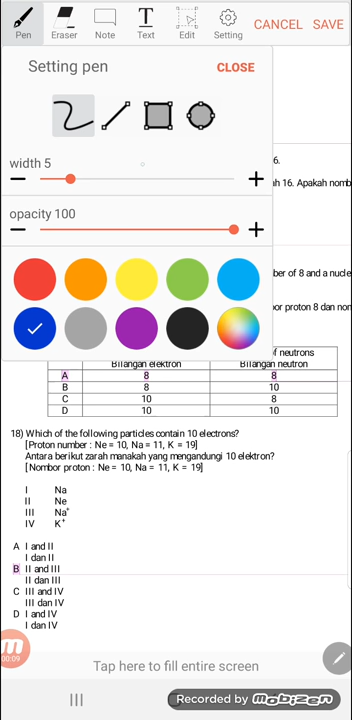 Pen Eraser Note Text Edit Setting CANCEL SAVE
Setting pen CLOSE
width 5
opacity 100
6.
h 16. Apakah nomb
ber of 8 and a nucle
or proton 8 dan nom
of neutrons
Bilangan elektron Bilangan neutron
A 8 8
B 8 10
C 10 8
D 10 10
18) Which of the following particles contain 10 electrons?
[Proton number : Ne = 10, Na = 11, K = 19]
Antara berikut zarah manakah yang mengandungi 10 elektron?
[Nombor proton : Ne = 10, Na = 11, K = 19]
I Na
II Ne
III Na⁺
IV K⁺
A I and II
I dan II
B II and III
II dan III
C III and IV
III dan IV
D I and IV
I dan IV
00:09
Tap here to fill entire screen
Recorded by mobizen